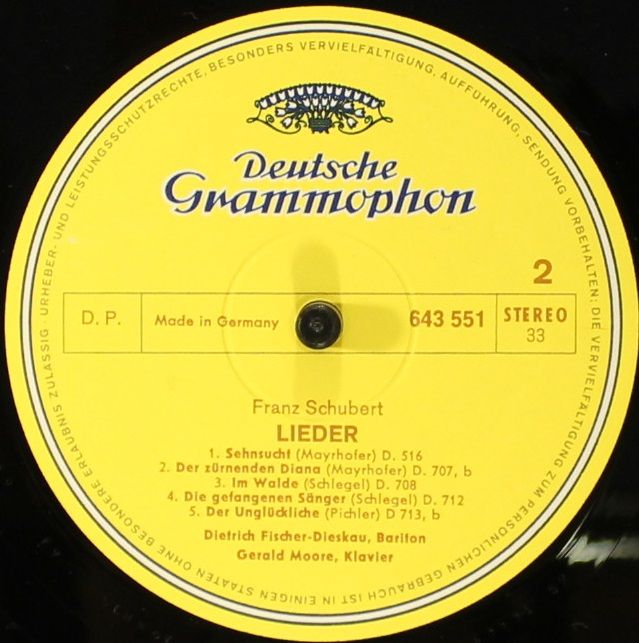 URHEBER- UND LEISTUNGSSCHUTZRECHTE, BESONDERS VERVIELFÄLTIGUNG, AUFFÜHRUNG, SENDUNG VORBEHALTEN; DIE VERVIELFÄLTIGUNG ZUM PERSÖNLICHEN GEBRAUCH IST IN EINIGEN STAATEN OHNE BESONDERE ERLAUBNIS ZULÄSSIG ·
Deutsche
Grammophon
2
D. P. Made in Germany 643 551 STEREO
33
Franz Schubert
LIEDER
1. Sehnsucht (Mayrhofer) D. 516
2. Der zürnenden Diana (Mayrhofer) D. 707, b
3. Im Walde (Schlegel) D. 708
4. Die gefangenen Sänger (Schlegel) D. 712
5. Der Unglückliche (Pichler) D 713, b
Dietrich Fischer-Dieskau, Bariton
Gerald Moore, Klavier